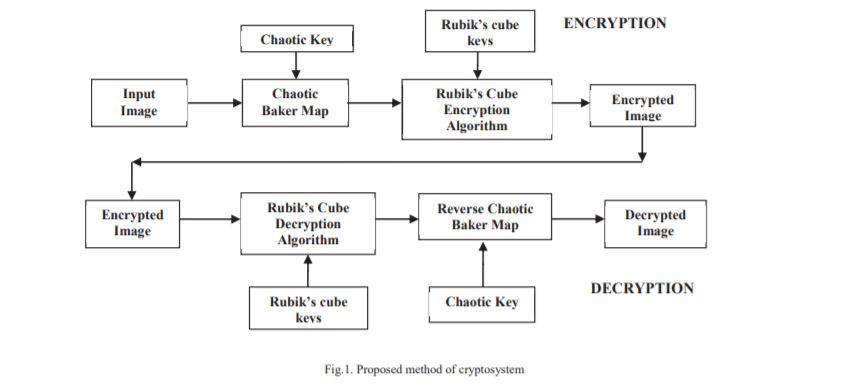 ENCRYPTION
Chaotic Key
Rubik's cube
keys
Input
Image
Chaotic
Baker Map
Rubik's Cube
Encryption
Algorithm
Encrypted
Image
Encrypted
Image
Rubik's Cube
Decryption
Algorithm
Reverse Chaotic
Baker Map
Decrypted
Image
Rubik's cube
keys
Chaotic Key
DECRYPTION
Fig.1. Proposed method of cryptosystem